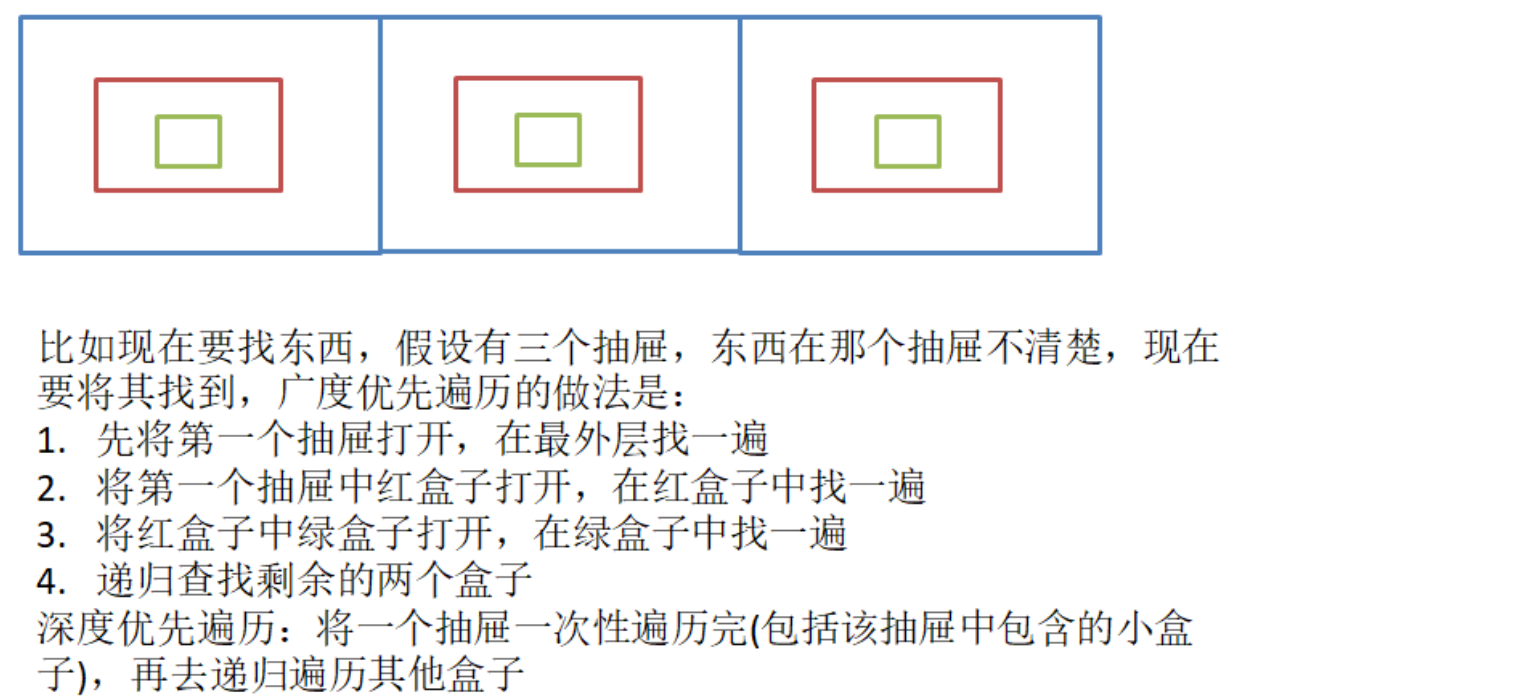 比如现在要找东西，假设有三个抽屉，东西在那个抽屉不清楚，现在
要将其找到，广度优先遍历的做法是：
1. 先将第一个抽屉打开，在最外层找一遍
2. 将第一个抽屉中红盒子打开，在红盒子中找一遍
3. 将红盒子中绿盒子打开，在绿盒子中找一遍
4. 递归查找剩余的两个盒子
深度优先遍历：将一个抽屉一次性遍历完(包括该抽屉中包含的小盒
子)，再去递归遍历其他盒子